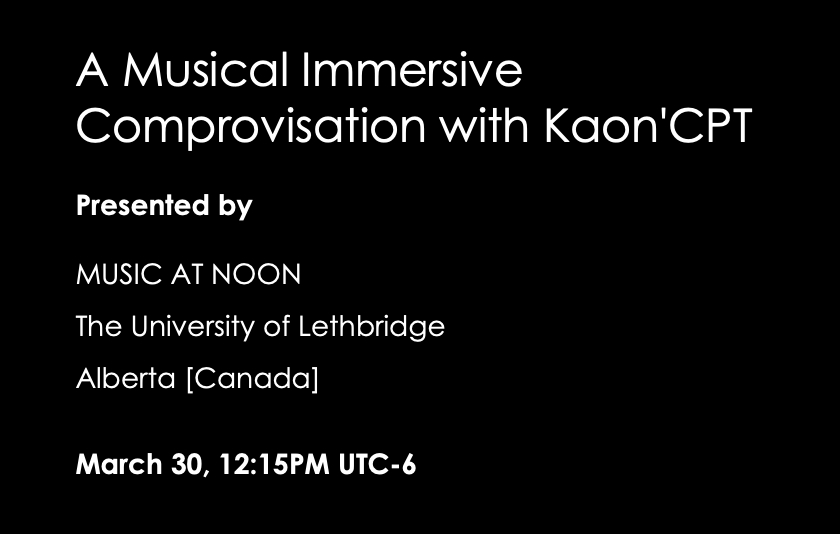 A Musical Immersive
Comprovisation with Kaon'CPT
Presented by
MUSIC AT NOON
The University of Lethbridge
Alberta [Canada]
March 30, 12:15PM UTC-6